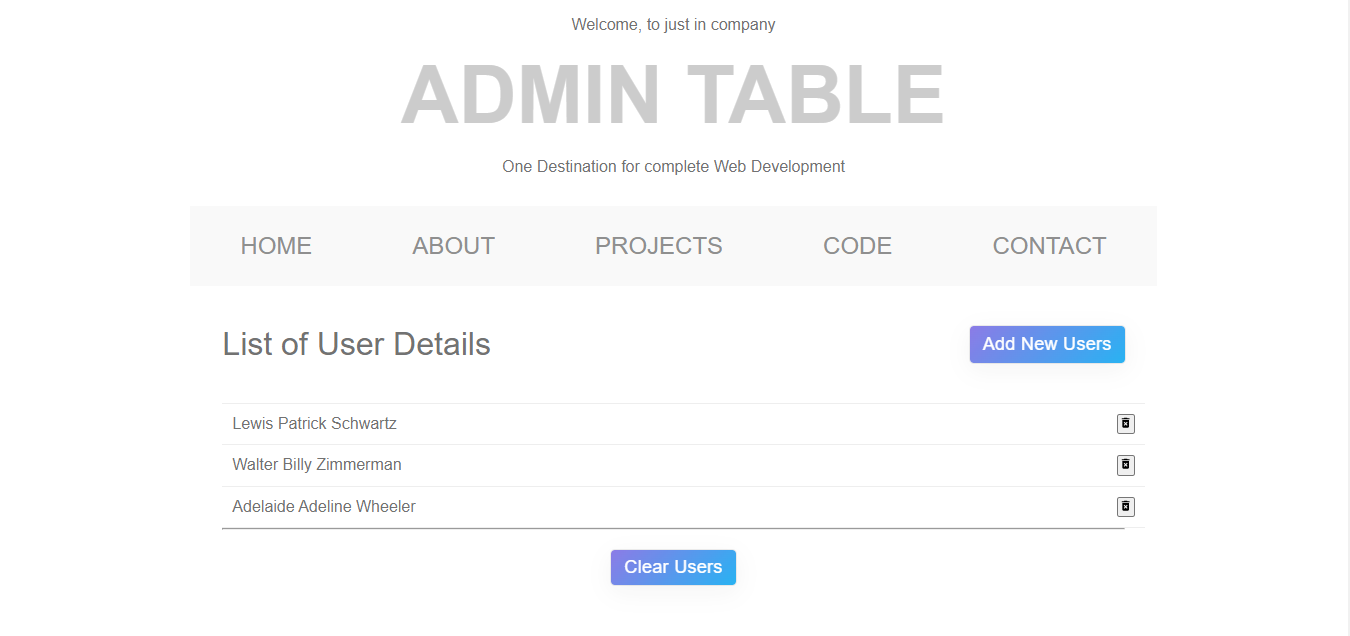 Welcome, to just in company
ADMIN TABLE
One Destination for complete Web Development
HOME ABOUT PROJECTS CODE CONTACT
List of User Details Add New Users
Lewis Patrick Schwartz
Walter Billy Zimmerman
Adelaide Adeline Wheeler
Clear Users